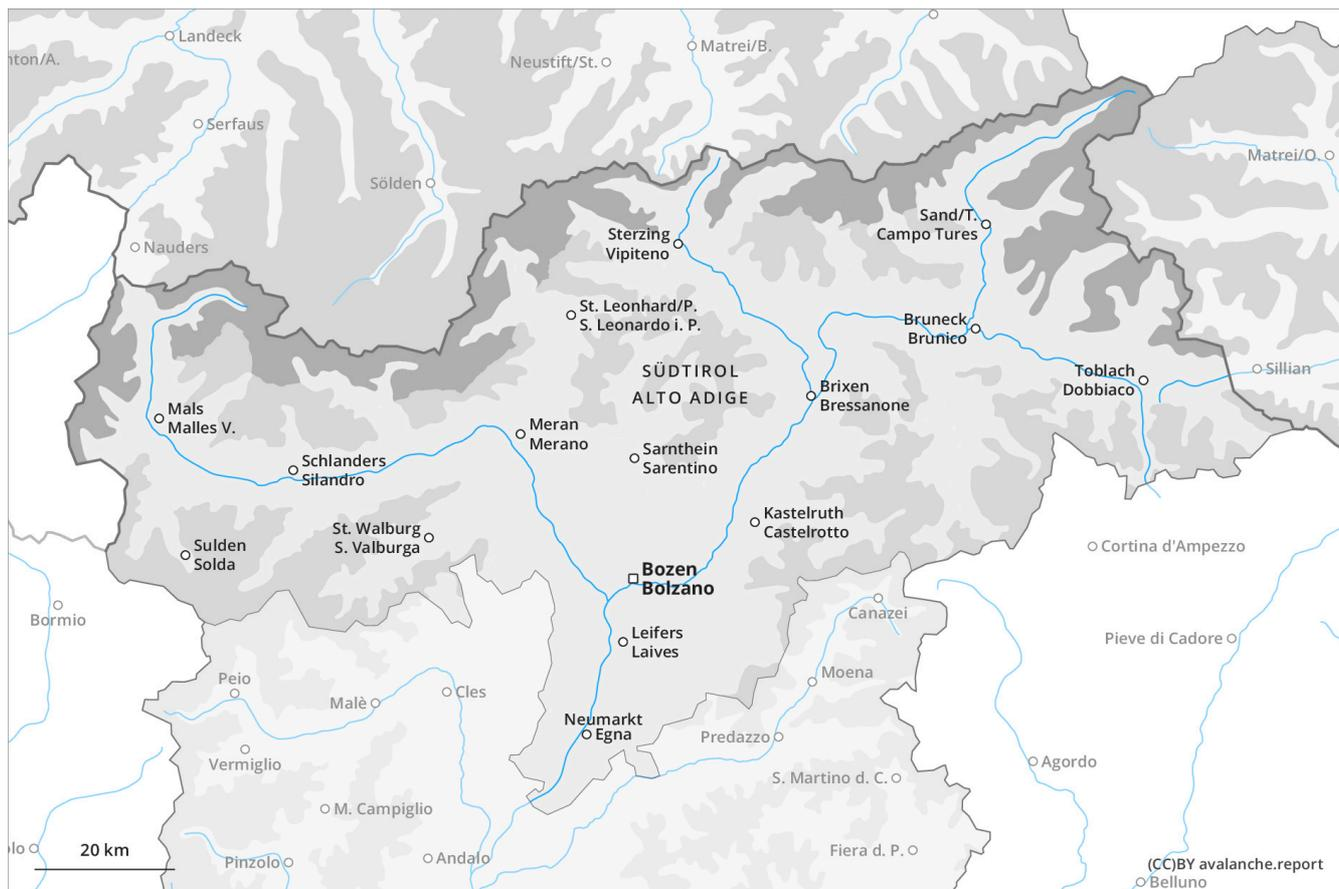 Landeck
Matrei/B.
nton/A.
Neustift/St.
Serfaus
Matrei/O.
Sölden
Sand/T.
Campo Tures
Nauders
Sterzing
Vipiteno
St. Leonhard/P.
S. Leonardo i. P.
Bruneck
Brunico
SÜDTIROL
ALTO ADIGE
Toblach
Dobbiaco
Sillian
Brixen
Bressanone
Mals
Malles V.
Meran
Merano
Sarnthein
Sarentino
Schlanders
Silandro
Kastelruth
Castelrotto
St. Walburg
S. Valburga
Sulden
Solda
Cortina d'Ampezzo
Bozen
Bolzano
Bormio
Canazei
Leifers
Laives
Pieve di Cadore
Peio
Malè
Cles
Moena
Neumarkt
Egna
Predazzo
Vermiglio
Agordo
S. Martino d. C.
M. Campiglio
20 km
olo
Pinzolo
Andalo
Fiera d. P.
(CC)BY avalanche.report
Belluno